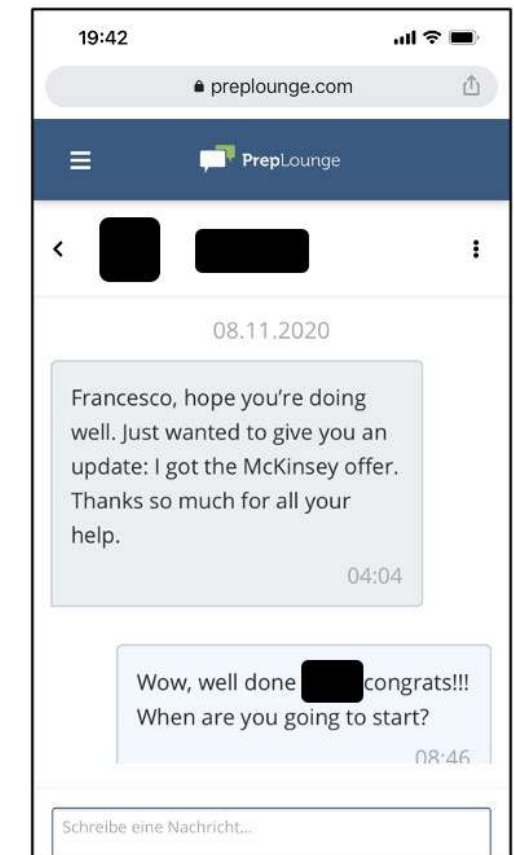 19:42
preplounge.com
PrepLounge
08.11.2020
Francesco, hope you're doing
well. Just wanted to give you an
update: I got the McKinsey offer.
Thanks so much for all your
help.
04:04
Wow, well done congrats!!!
When are you going to start?
08:46
Schreibe eine Nachricht...